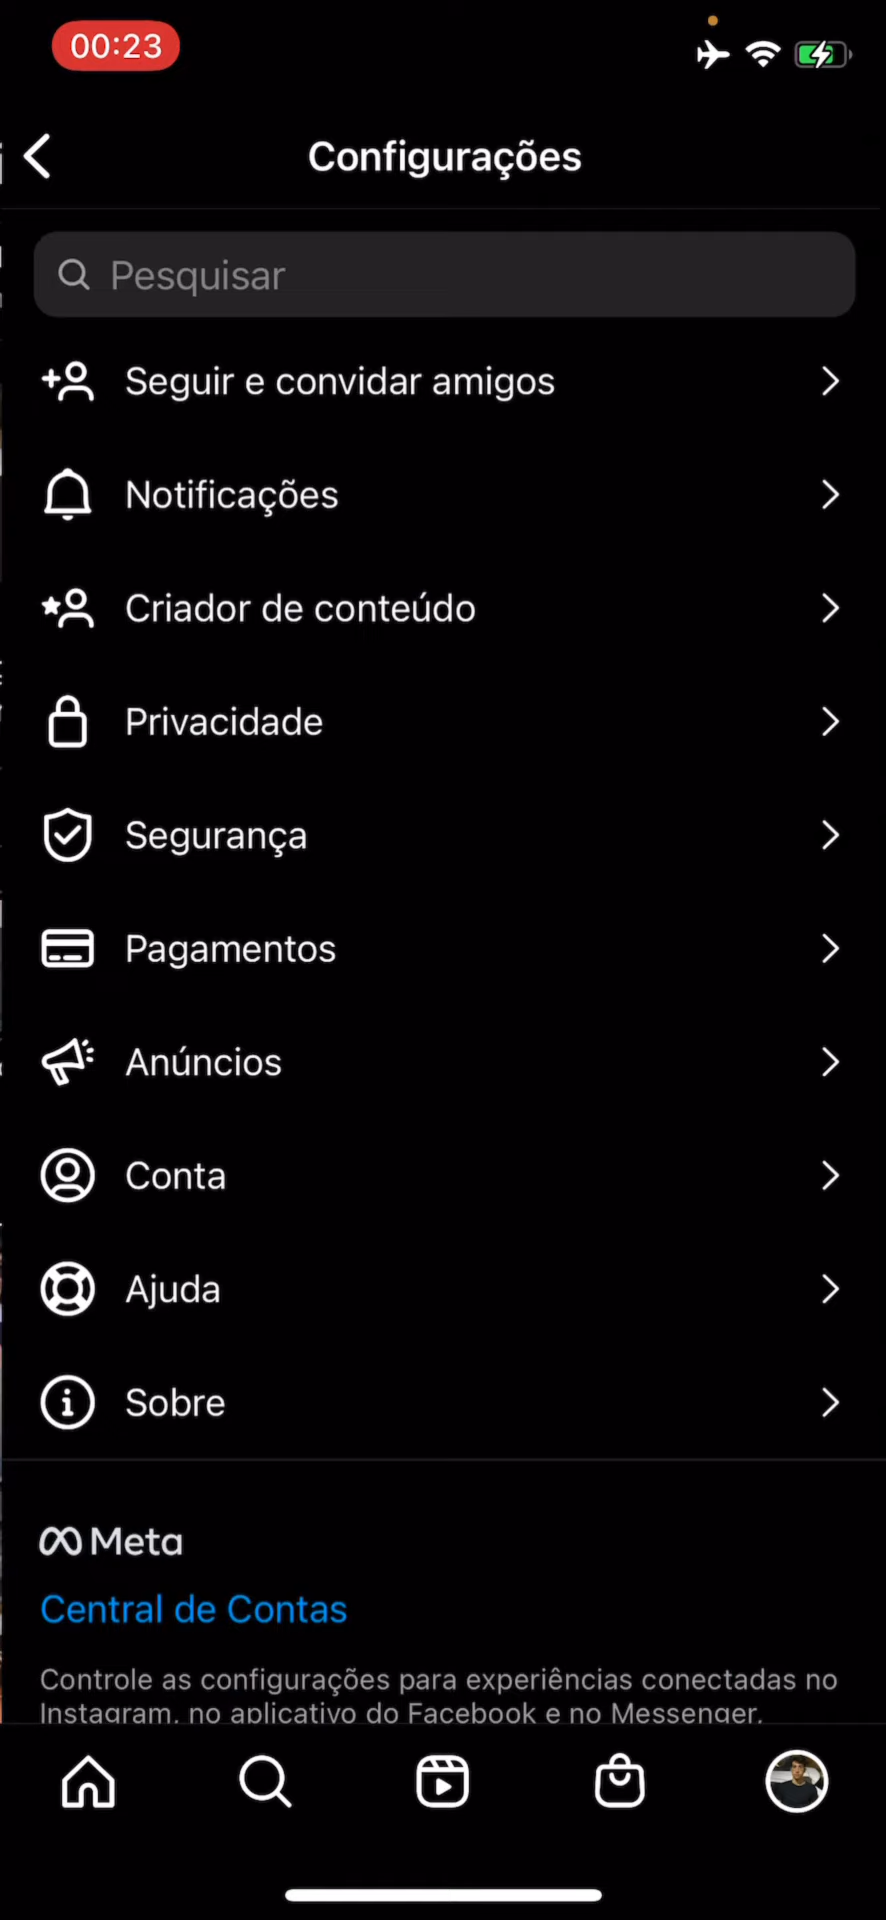 00:23
Configurações
Pesquisar
Seguir e convidar amigos
Notificações
Criador de conteúdo
Privacidade
Segurança
Pagamentos
Anúncios
Conta
Ajuda
Sobre
Meta
Central de Contas
Controle as configurações para experiências conectadas no
Instagram, no aplicativo do Facebook e no Messenger,